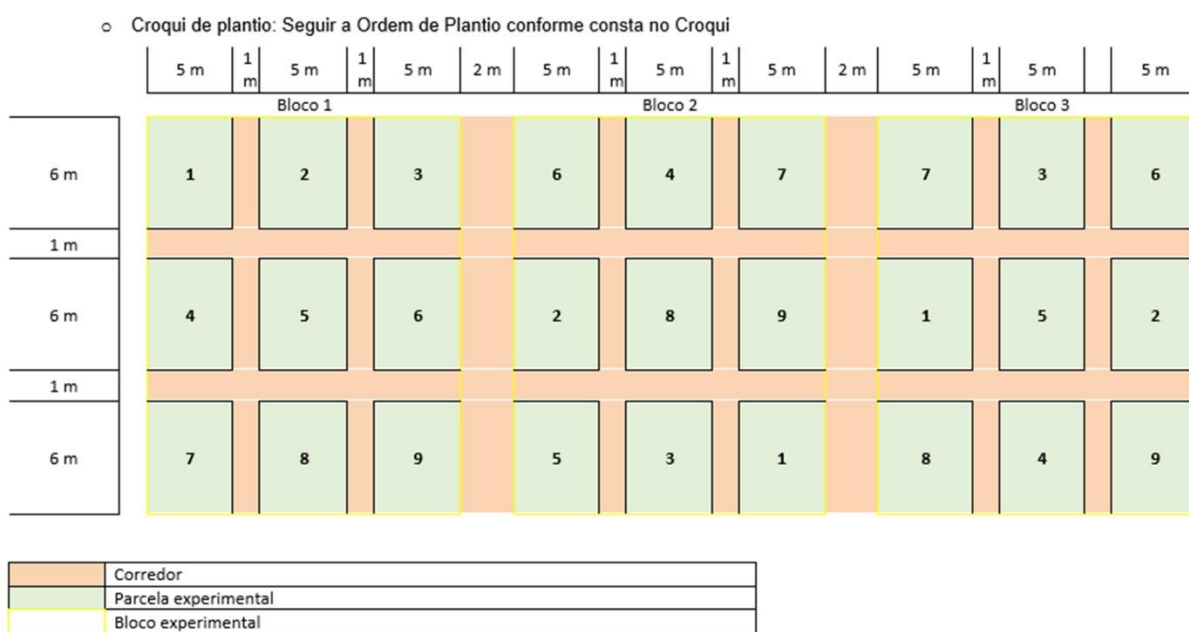 o Croqui de plantio: Seguir a Ordem de Plantio conforme consta no Croqui
5 m 1 m 5 m 1 m 5 m 2 m 5 m 1 m 5 m 1 m 5 m 2 m 5 m 1 m 5 m 5 m
Bloco 1 Bloco 2 Bloco 3
6 m 1 2 3 6 4 7 7 3 6
1 m
6 m 4 5 6 2 8 9 1 5 2
1 m
6 m 7 8 9 5 3 1 8 4 9
Corredor
Parcela experimental
Bloco experimental